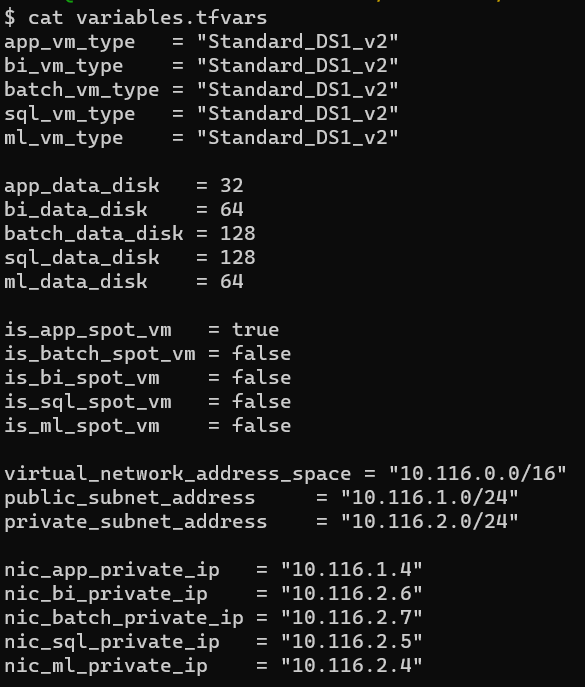 $ cat variables.tfvars
app_vm_type   = "Standard_DS1_v2"
bi_vm_type    = "Standard_DS1_v2"
batch_vm_type = "Standard_DS1_v2"
sql_vm_type   = "Standard_DS1_v2"
ml_vm_type    = "Standard_DS1_v2"

app_data_disk   = 32
bi_data_disk    = 64
batch_data_disk = 128
sql_data_disk   = 128
ml_data_disk    = 64

is_app_spot_vm   = true
is_batch_spot_vm = false
is_bi_spot_vm    = false
is_sql_spot_vm   = false
is_ml_spot_vm    = false

virtual_network_address_space = "10.116.0.0/16"
public_subnet_address     = "10.116.1.0/24"
private_subnet_address    = "10.116.2.0/24"

nic_app_private_ip   = "10.116.1.4"
nic_bi_private_ip    = "10.116.2.6"
nic_batch_private_ip = "10.116.2.7"
nic_sql_private_ip   = "10.116.2.5"
nic_ml_private_ip    = "10.116.2.4"